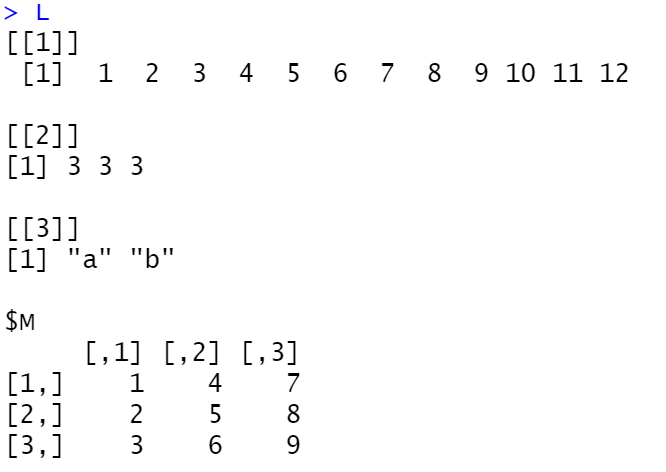 > L
[[1]]
 [1]  1  2  3  4  5  6  7  8  9 10 11 12
[[2]]
[1] 3 3 3
[[3]]
[1] "a" "b"
$M
     [,1] [,2] [,3]
[1,]    1    4    7
[2,]    2    5    8
[3,]    3    6    9